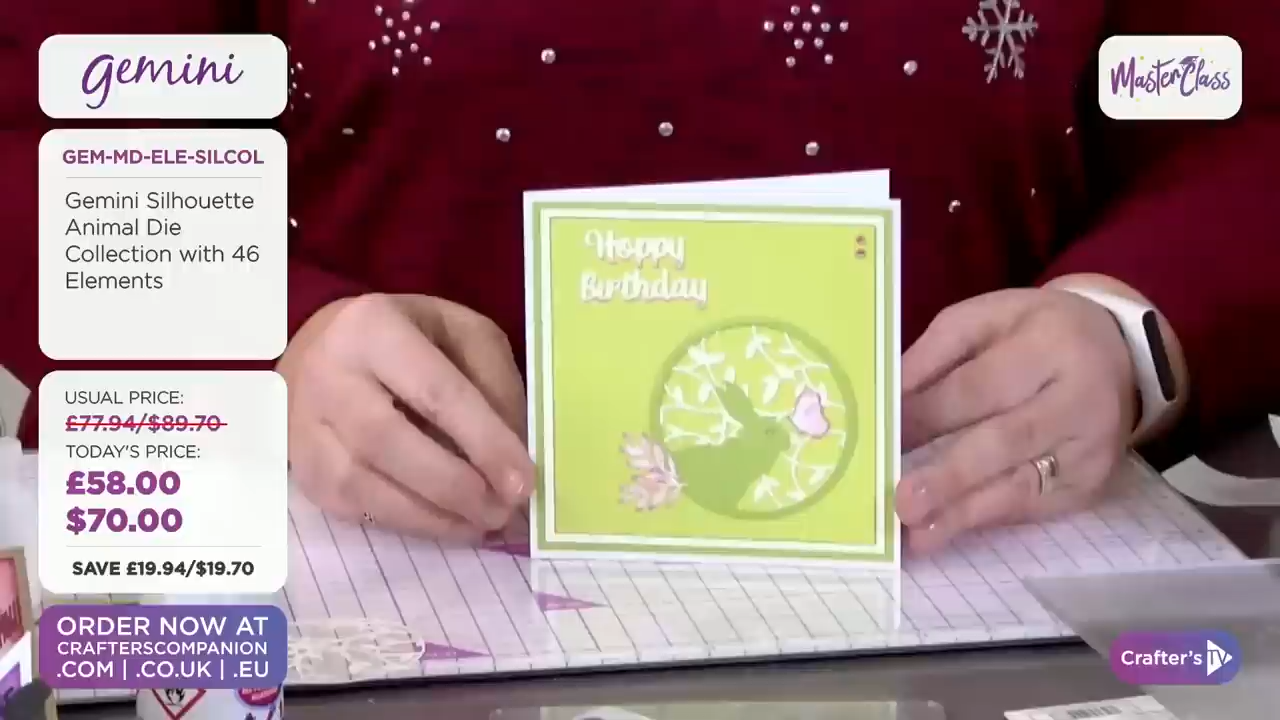 gemini
GEM-MD-ELE-SILCOL
Gemini Silhouette
Animal Die
Collection with 46
Elements
USUAL PRICE:
£77.94/$89.70
TODAY'S PRICE:
£58.00
$70.00
SAVE £19.94/$19.70
ORDER NOW AT
CRAFTERSCOMPANION
.COM | .CO.UK | .EU
MasterClass
Hoppy
Birthday
Crafter's TV